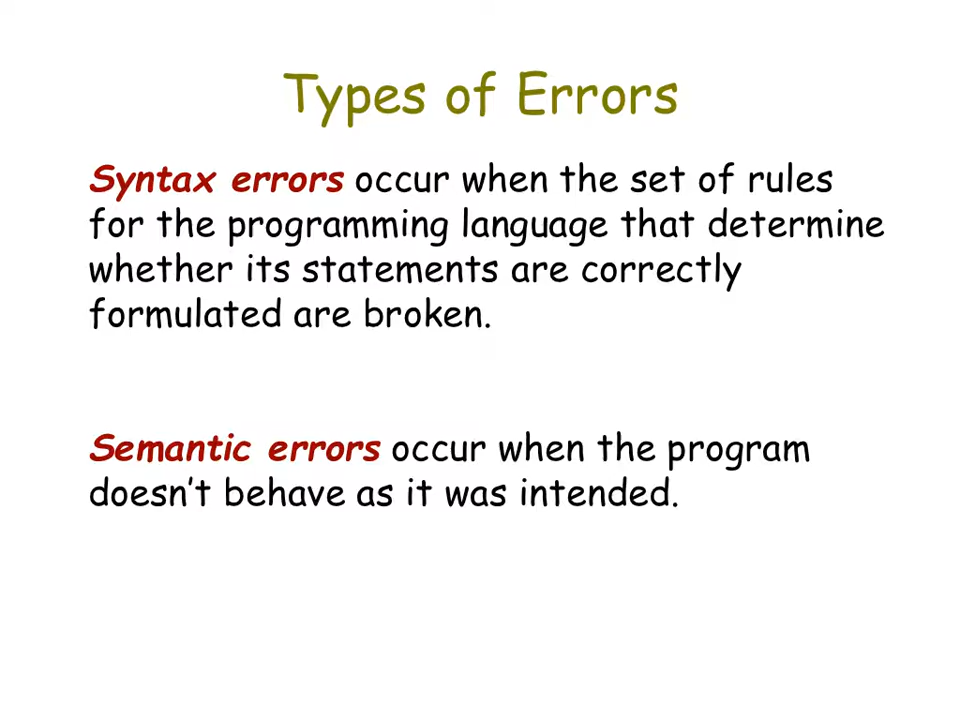 Types of Errors
Syntax errors occur when the set of rules
for the programming language that determine
whether its statements are correctly
formulated are broken.
Semantic errors occur when the program
doesn't behave as it was intended.